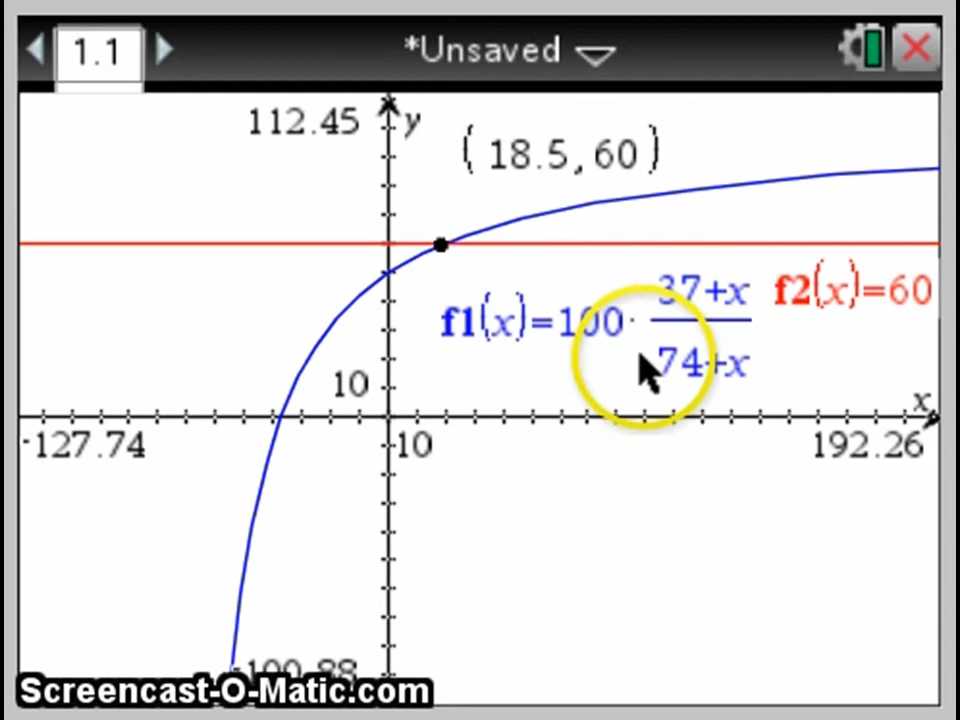 1.1
*Unsaved
112.45
y
(18.5,60)
f1(x)=100·37+x/74+x
f2(x)=60
10
x
-127.74
10
192.26
-100.88
Screencast-O-Matic.com